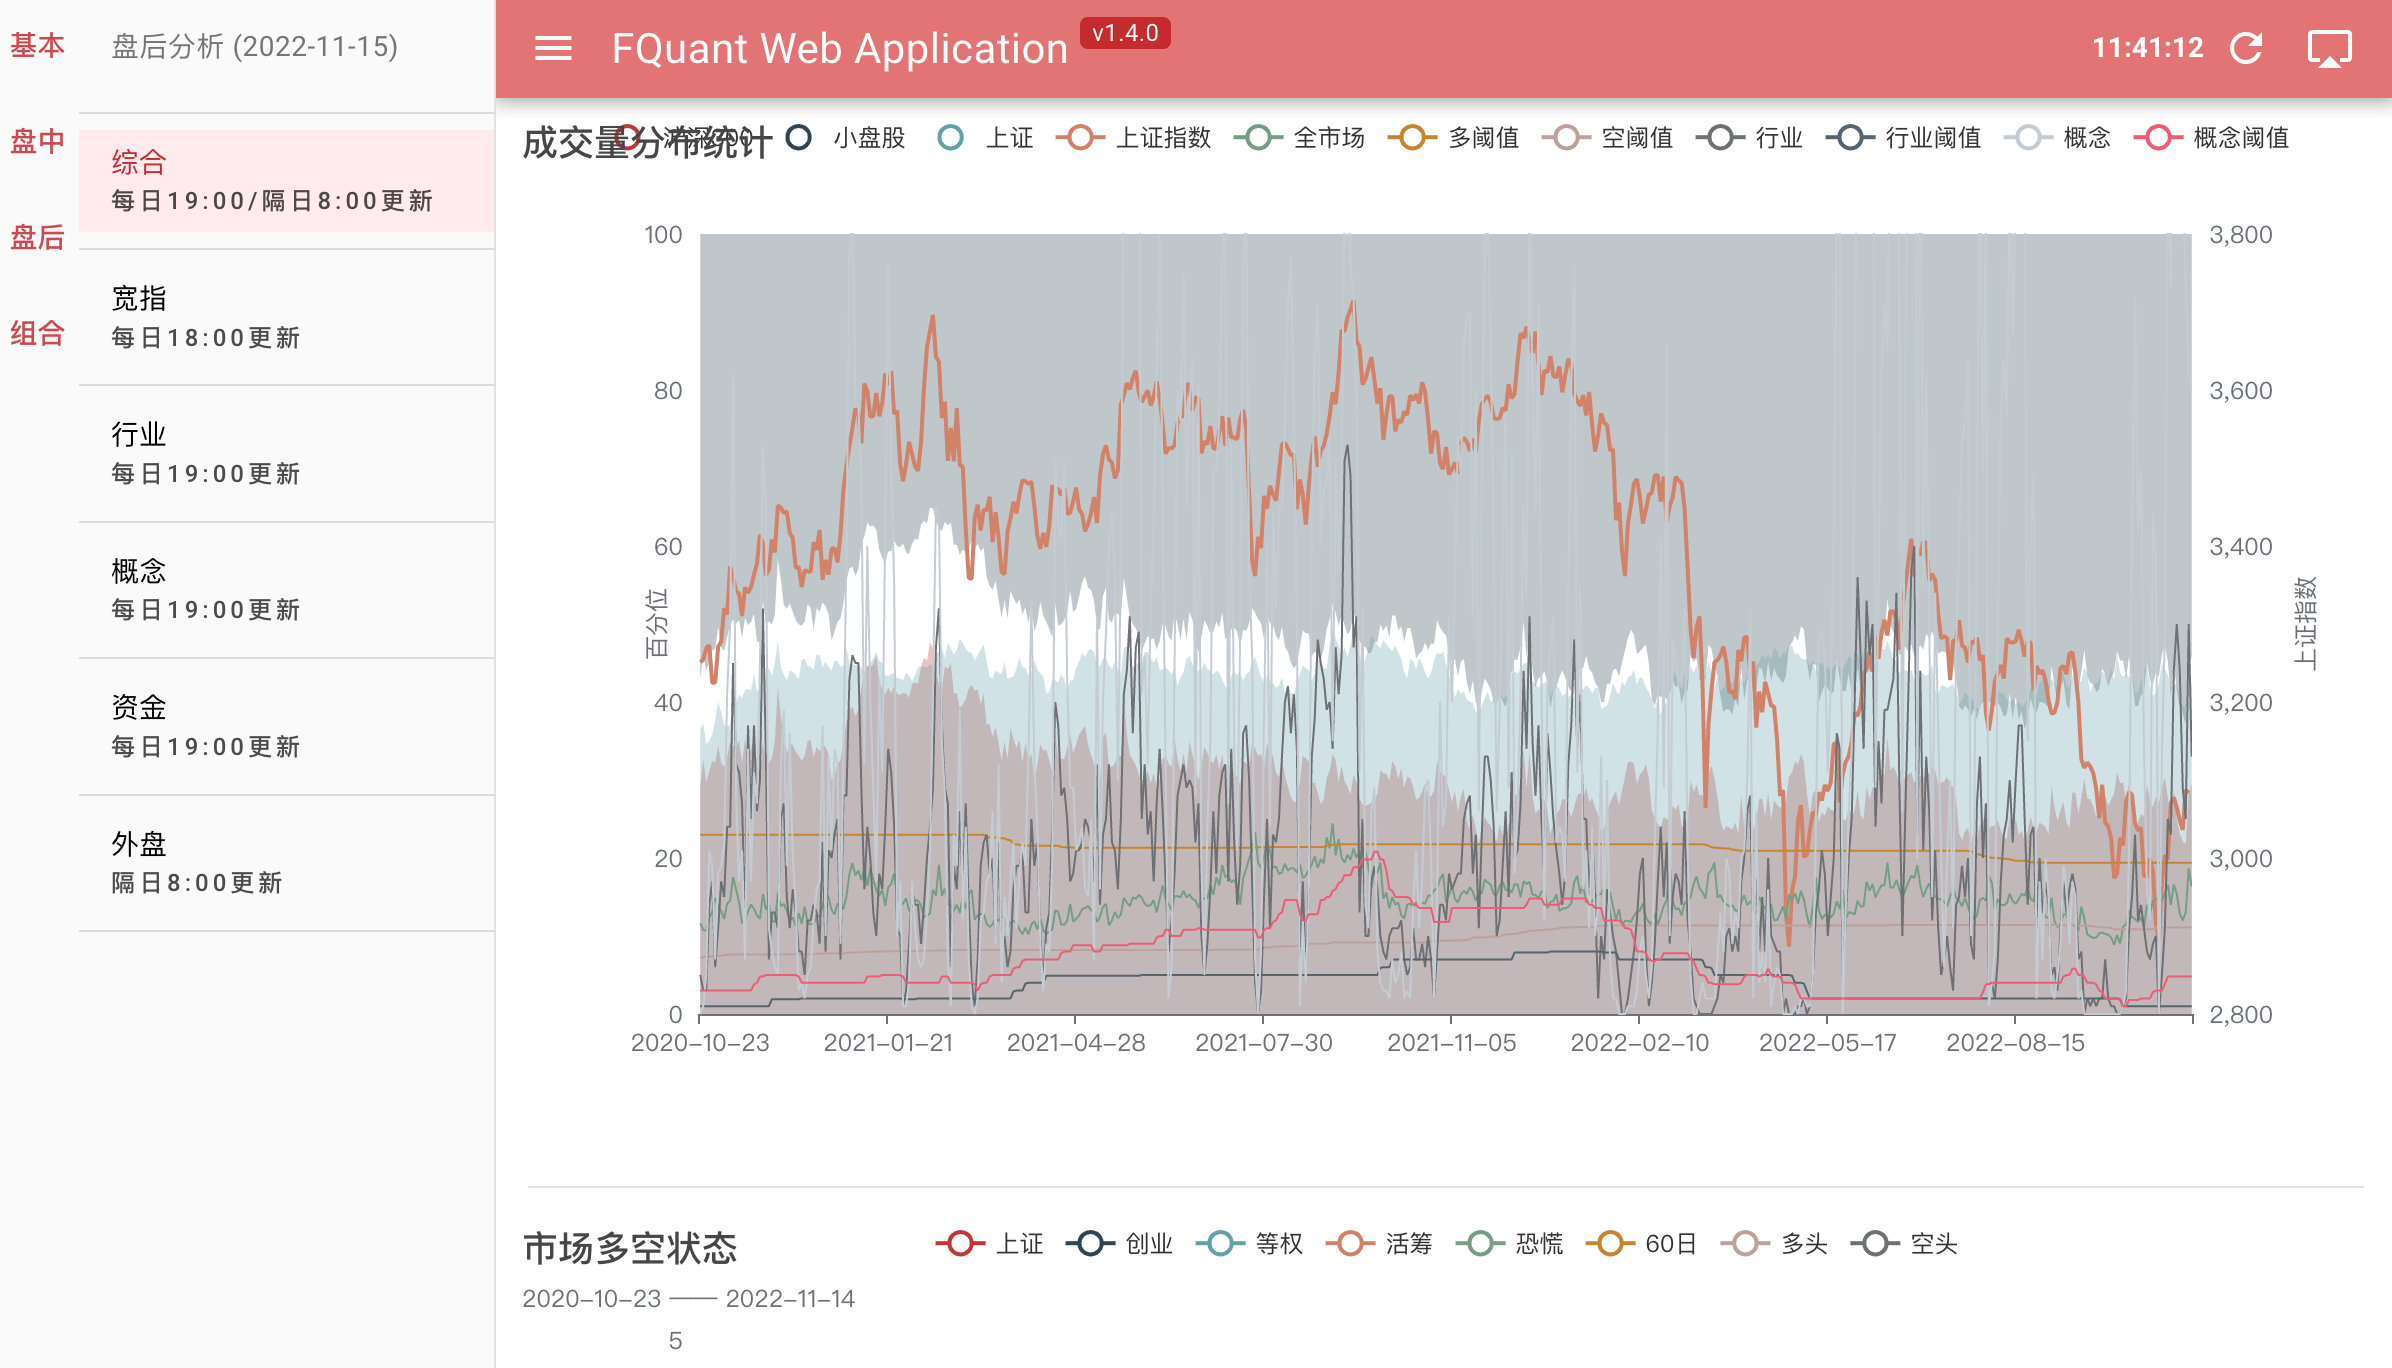 基本
盘中
盘后
组合
盘后分析 (2022-11-15)
综合
每日19:00/隔日8:00更新
宽指
每日18:00更新
行业
每日19:00更新
概念
每日19:00更新
资金
每日19:00更新
外盘
隔日8:00更新
FQuant Web Application v1.4.0
11:41:12
成交量分布统计
小盘股 上证 上证指数 全市场 多阈值 空阈值 行业 行业阈值 概念 概念阈值
百分位
100
80
60
40
20
0
3,800
3,600
3,400
3,200
3,000
2,800
上证指数
2020-10-23 2021-01-21 2021-04-28 2021-07-30 2021-11-05 2022-02-10 2022-05-17 2022-08-15
市场多空状态
上证 创业 等权 活筹 恐慌 60日 多头 空头
2020-10-23 —— 2022-11-14
5